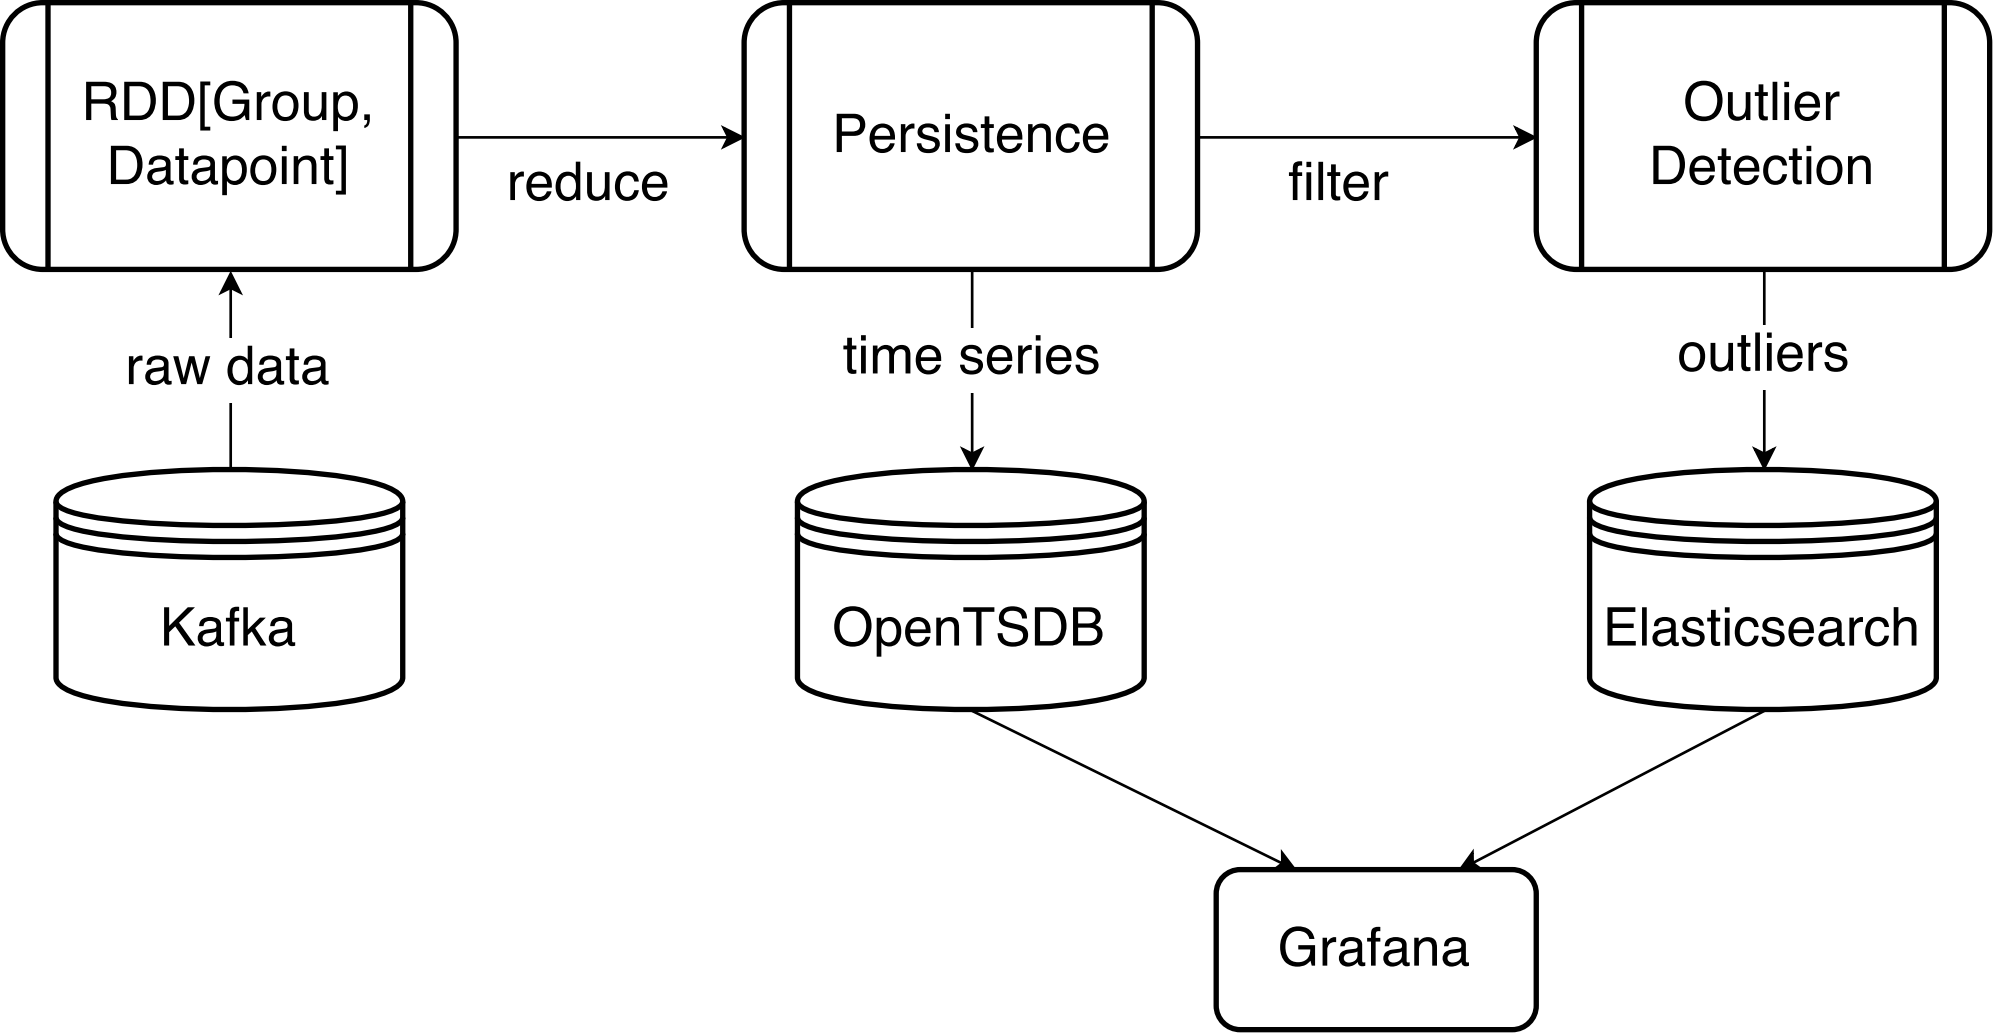 RDD[Group,
Datapoint]
reduce
Persistence
filter
Outlier
Detection
raw data
time series
outliers
Kafka
OpenTSDB
Elasticsearch
Grafana